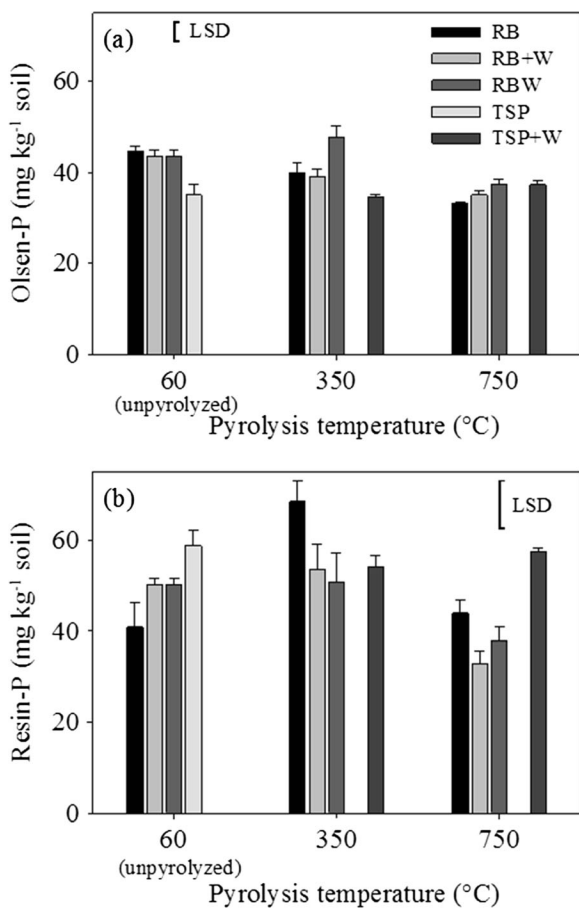 (a)
LSD
RB
RB+W
RBW
TSP
TSP+W
Olsen-P (mg kg⁻¹ soil)
60
40
20
0
60
350
750
(unpyrolyzed)
Pyrolysis temperature (°C)
(b)
LSD
Resin-P (mg kg⁻¹ soil)
60
40
20
0
60
350
750
(unpyrolyzed)
Pyrolysis temperature (°C)